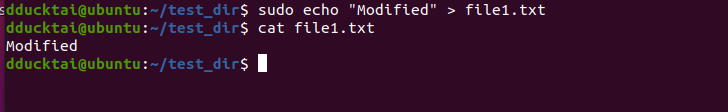 dducktai@ubuntu:~/test_dir$ sudo echo "Modified" > file1.txt
dducktai@ubuntu:~/test_dir$ cat file1.txt
Modified
dducktai@ubuntu:~/test_dir$